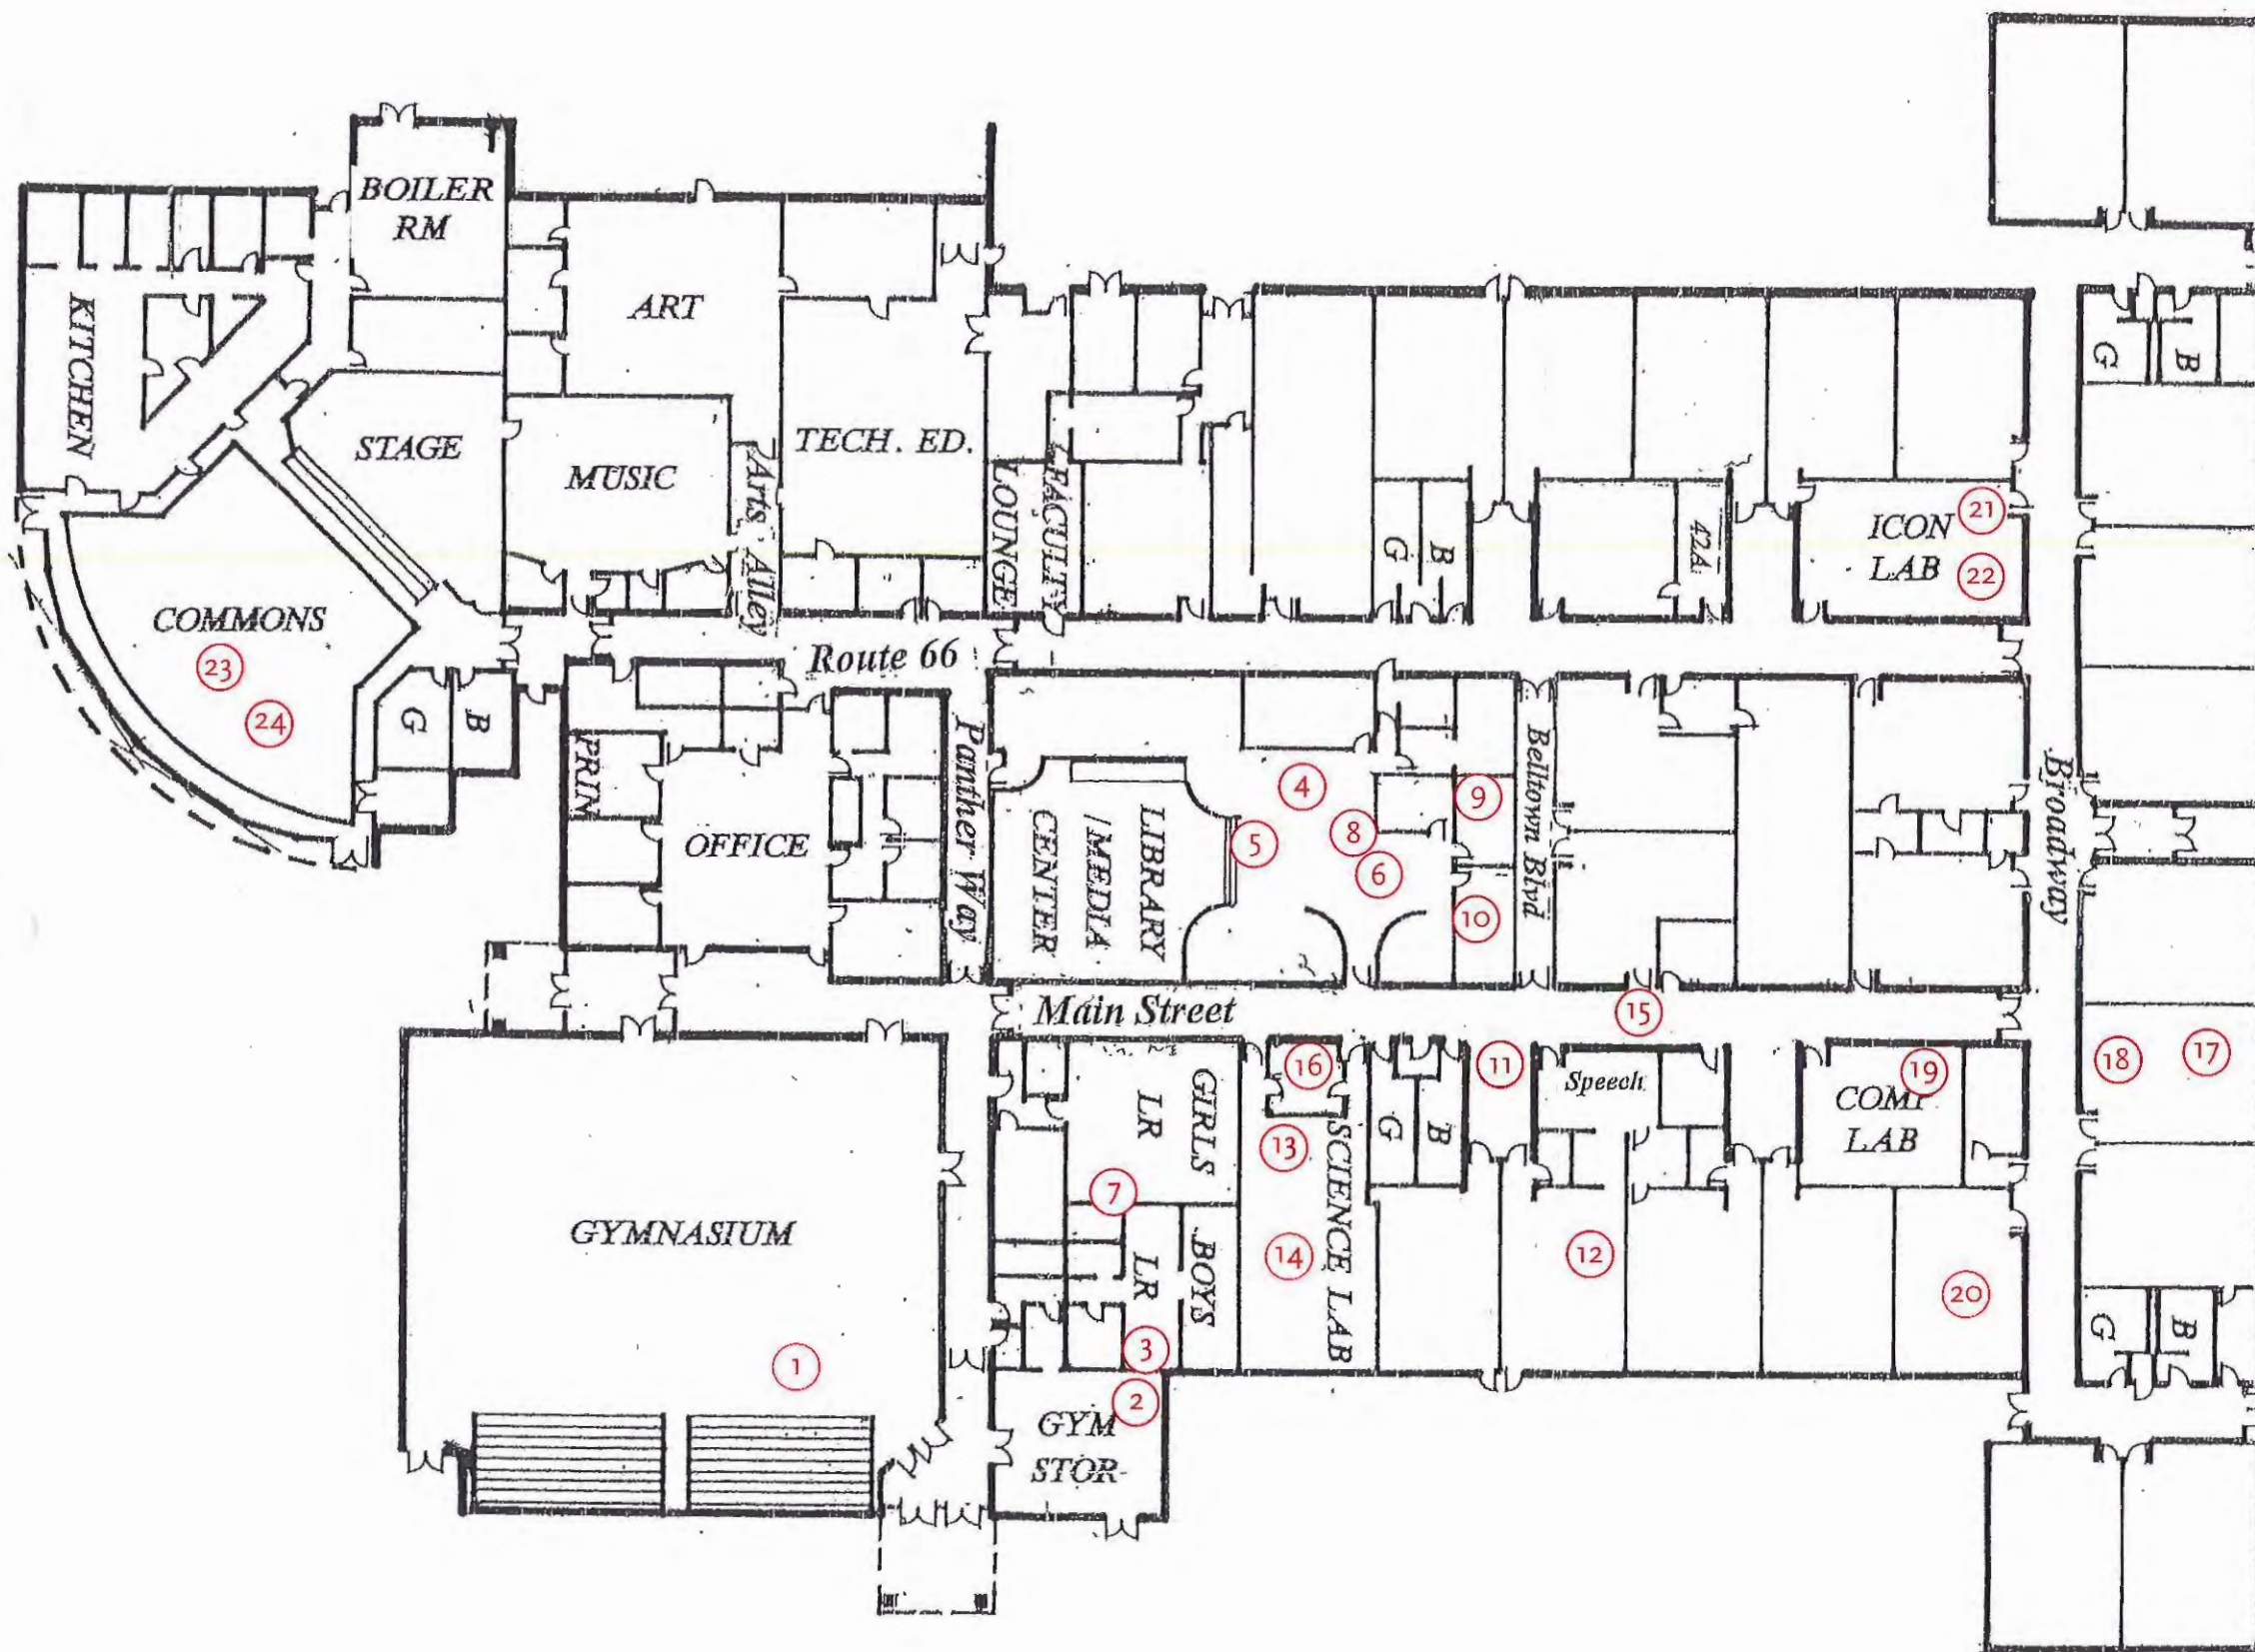 BOILER
RM
KITCHEN
ART
STAGE
MUSIC
Arts Alley
TECH. ED.
FACULTY
LOUNGE
G
B
42A
ICON
LAB
21
22
G
B
COMMONS
23
24
G
B
Route 66
PRIN
OFFICE
Panther Way
LIBRARY
/MEDIA
CENTER
4
5
8
6
9
10
Belltown Blvd
Broadway
Main Street
15
GYMNASIUM
1
GIRLS
LR
7
BOYS
LR
3
2
GYM
STOR-
16
13
14
SCIENCE LAB
G
B
11
Speech
12
19
COMP
LAB
20
18
17
G
B